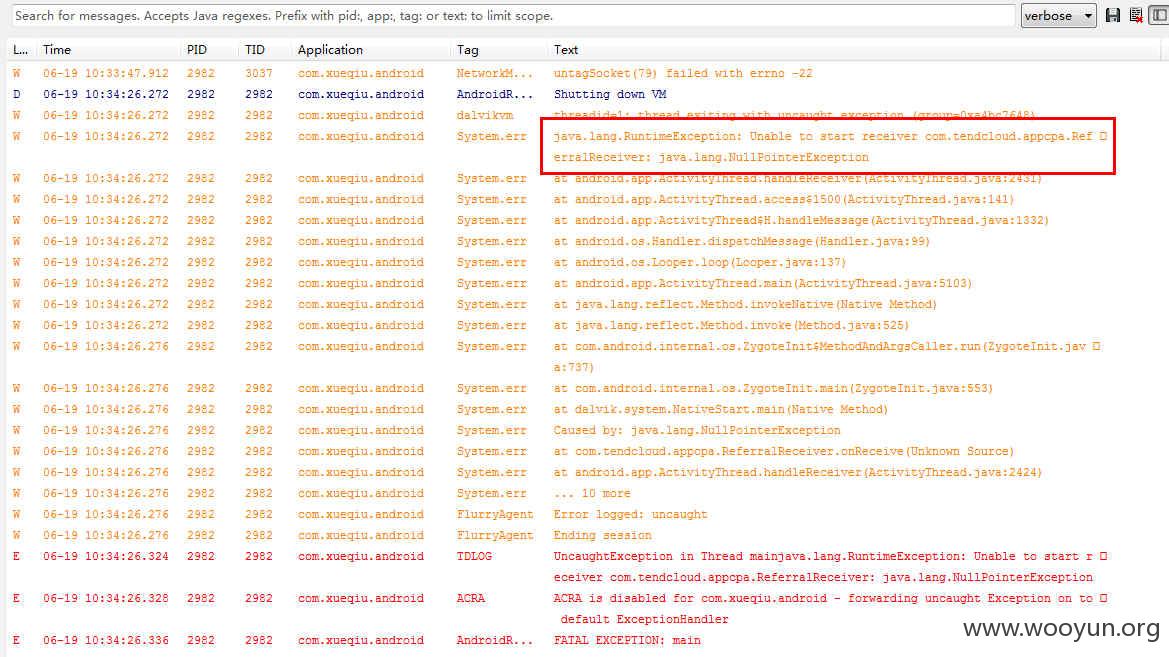 Search for messages. Accepts Java regexes. Prefix with pid:, app:, tag: or text: to limit scope. verbose
L... Time PID TID Application Tag Text
W 06-19 10:33:47.912 2982 3037 com.xueqiu.android NetworkM... untagSocket(79) failed with errno -22
D 06-19 10:34:26.272 2982 2982 com.xueqiu.android AndroidR... Shutting down VM
W 06-19 10:34:26.272 2982 2982 com.xueqiu.android dalvikvm threadid=1: thread exiting with uncaught exception (group=0xa4bc7648)
W 06-19 10:34:26.272 2982 2982 com.xueqiu.android System.err java.lang.RuntimeException: Unable to start receiver com.tendcloud.appcpa.Ref
erralReceiver: java.lang.NullPointerException
W 06-19 10:34:26.272 2982 2982 com.xueqiu.android System.err at android.app.ActivityThread.handleReceiver(ActivityThread.java:2431)
W 06-19 10:34:26.272 2982 2982 com.xueqiu.android System.err at android.app.ActivityThread.access$1500(ActivityThread.java:141)
W 06-19 10:34:26.272 2982 2982 com.xueqiu.android System.err at android.app.ActivityThread$H.handleMessage(ActivityThread.java:1332)
W 06-19 10:34:26.272 2982 2982 com.xueqiu.android System.err at android.os.Handler.dispatchMessage(Handler.java:99)
W 06-19 10:34:26.272 2982 2982 com.xueqiu.android System.err at android.os.Looper.loop(Looper.java:137)
W 06-19 10:34:26.272 2982 2982 com.xueqiu.android System.err at android.app.ActivityThread.main(ActivityThread.java:5103)
W 06-19 10:34:26.272 2982 2982 com.xueqiu.android System.err at java.lang.reflect.Method.invokeNative(Native Method)
W 06-19 10:34:26.272 2982 2982 com.xueqiu.android System.err at java.lang.reflect.Method.invoke(Method.java:525)
W 06-19 10:34:26.276 2982 2982 com.xueqiu.android System.err at com.android.internal.os.ZygoteInit$MethodAndArgsCaller.run(ZygoteInit.jav
a:737)
W 06-19 10:34:26.276 2982 2982 com.xueqiu.android System.err at com.android.internal.os.ZygoteInit.main(ZygoteInit.java:553)
W 06-19 10:34:26.276 2982 2982 com.xueqiu.android System.err at dalvik.system.NativeStart.main(Native Method)
W 06-19 10:34:26.276 2982 2982 com.xueqiu.android System.err Caused by: java.lang.NullPointerException
W 06-19 10:34:26.276 2982 2982 com.xueqiu.android System.err at com.tendcloud.appcpa.ReferralReceiver.onReceive(Unknown Source)
W 06-19 10:34:26.276 2982 2982 com.xueqiu.android System.err at android.app.ActivityThread.handleReceiver(ActivityThread.java:2424)
W 06-19 10:34:26.276 2982 2982 com.xueqiu.android System.err ... 10 more
W 06-19 10:34:26.276 2982 2982 com.xueqiu.android FlurryAgent Error logged: uncaught
W 06-19 10:34:26.276 2982 2982 com.xueqiu.android FlurryAgent Ending session
E 06-19 10:34:26.324 2982 2982 com.xueqiu.android TDLOG UncaughtException in Thread mainjava.lang.RuntimeException: Unable to start r
eceiver com.tendcloud.appcpa.ReferralReceiver: java.lang.NullPointerException
E 06-19 10:34:26.328 2982 2982 com.xueqiu.android ACRA ACRA is disabled for com.xueqiu.android - forwarding uncaught Exception on to
default ExceptionHandler
E 06-19 10:34:26.336 2982 2982 com.xueqiu.android AndroidR... FATAL EXCEPTION: main
www.wooyun.org